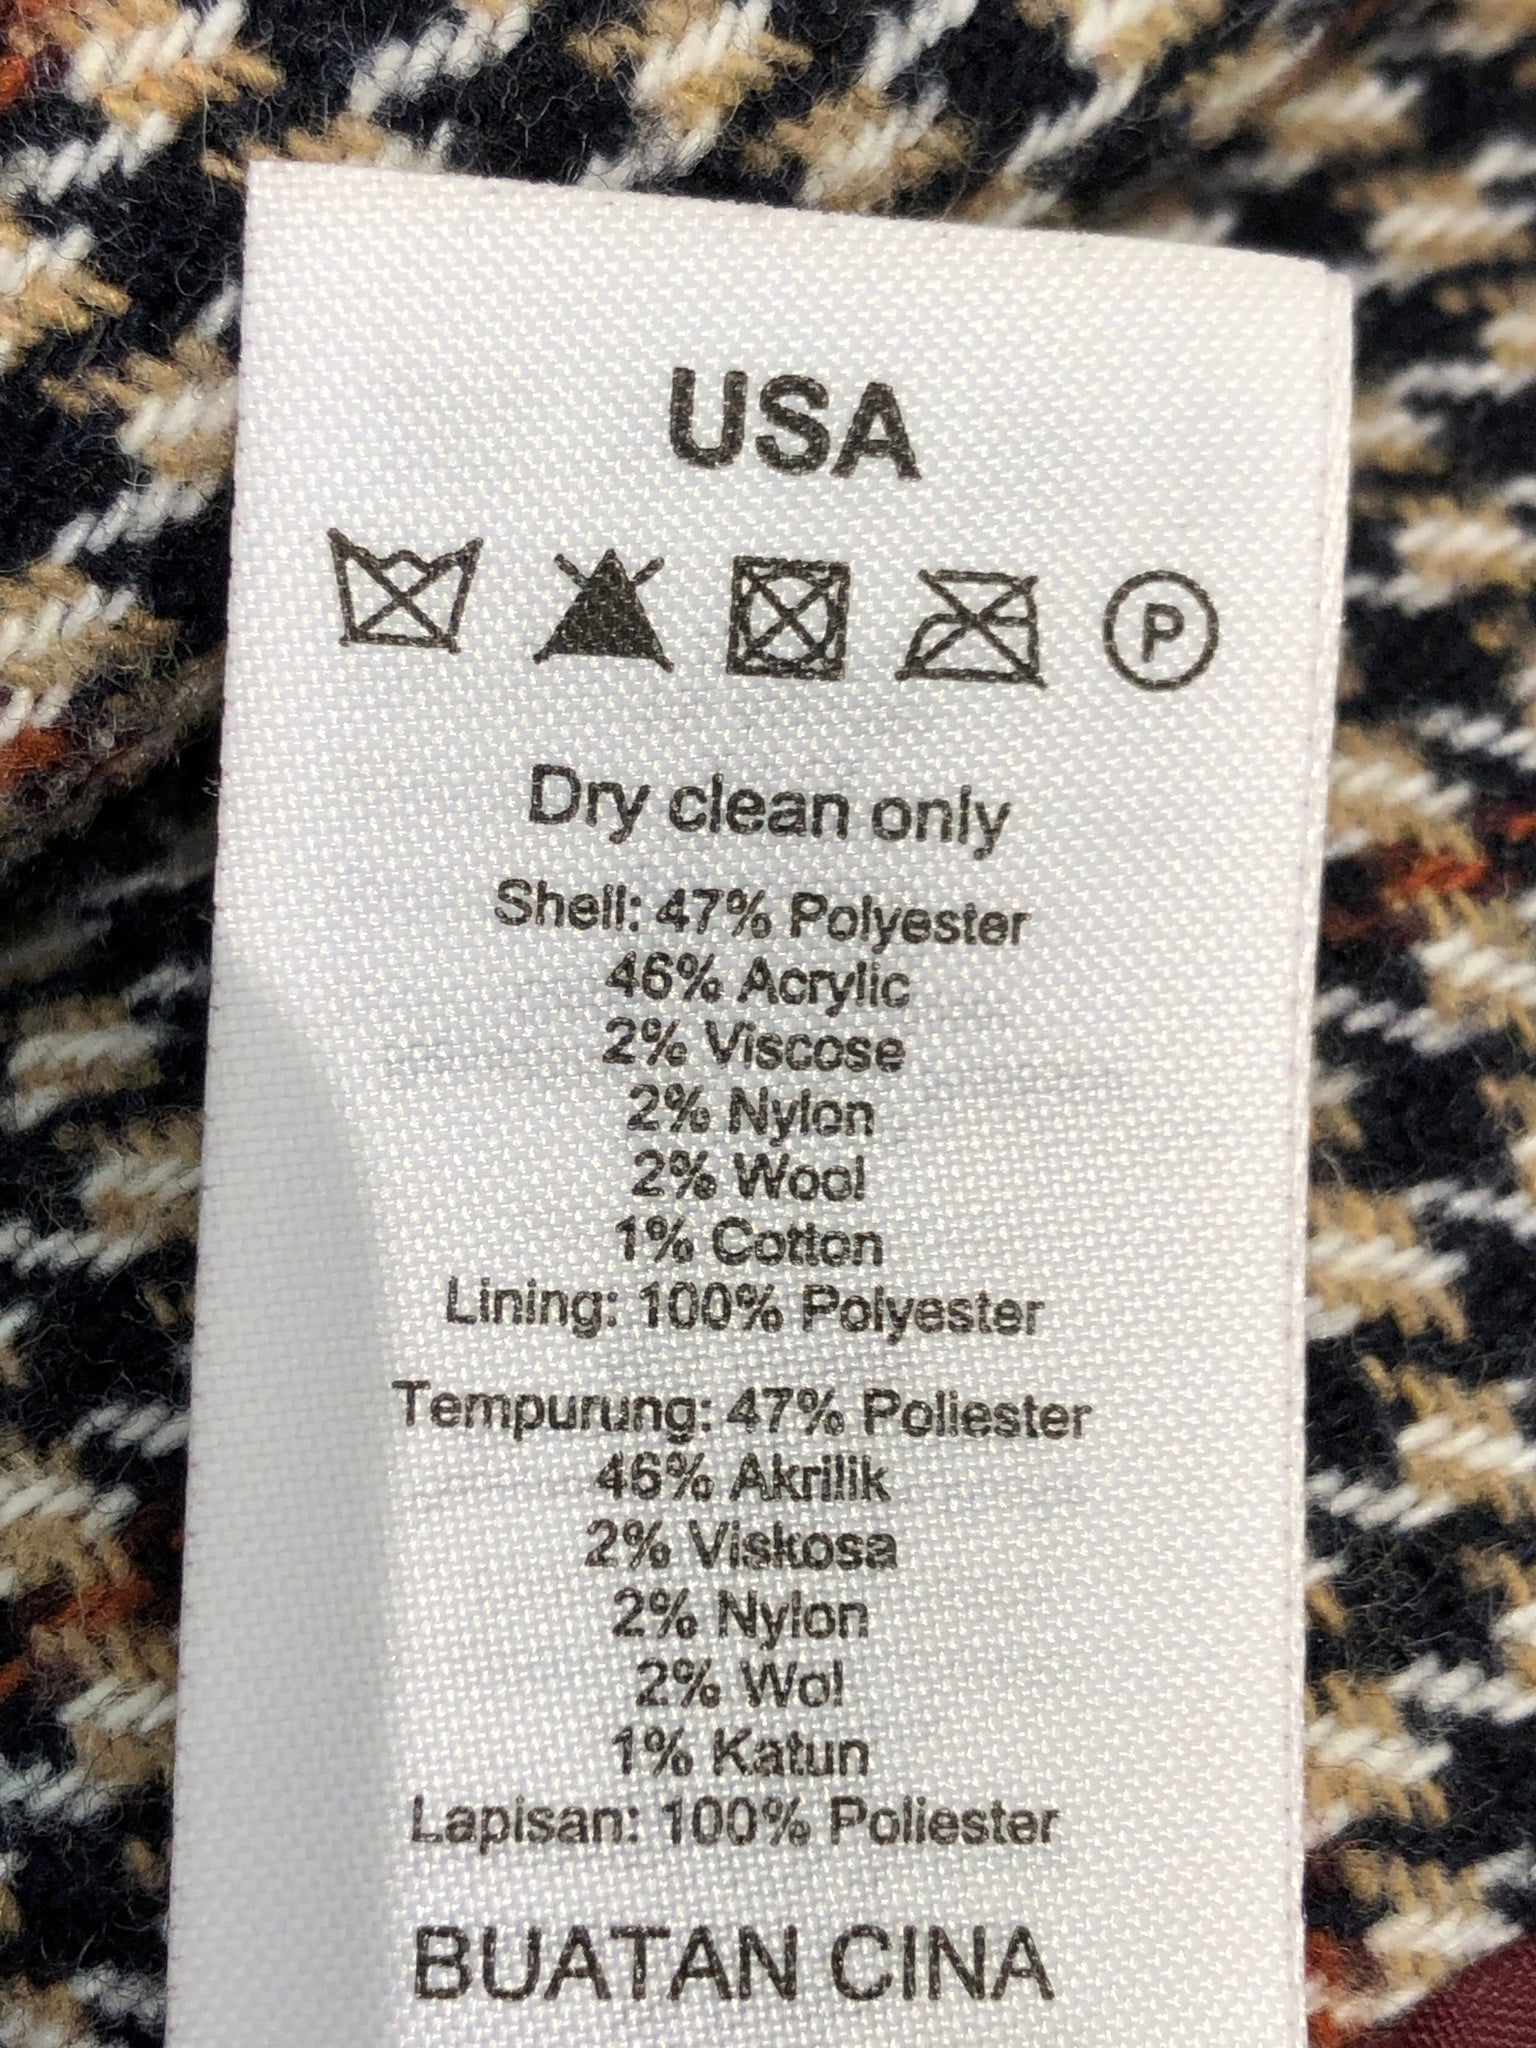 USA
P
Dry clean only
Shell: 47% Polyester
46% Acrylic
2% Viscose
2% Nylon
2% Wool
1% Cotton
Lining: 100% Polyester
Tempurung: 47% Poliester
46% Akrilik
2% Viskosa
2% Nylon
2% Wol
1% Katun
Lapisan: 100% Poliester
BUATAN CINA